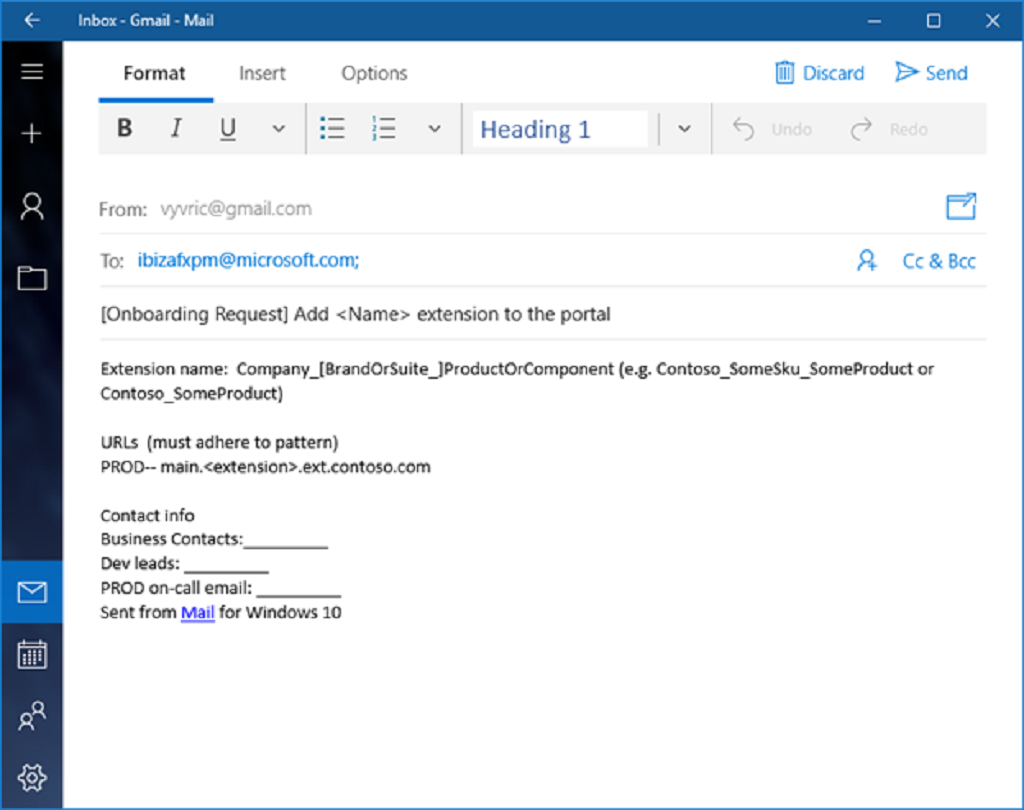 Inbox - Gmail - Mail
Format Insert Options Discard Send
B I U Heading 1 Undo Redo
From: vyvric@gmail.com
To: ibizafxpm@microsoft.com; Cc & Bcc
[Onboarding Request] Add <Name> extension to the portal
Extension name:  Company_[BrandOrSuite_]ProductOrComponent (e.g. Contoso_SomeSku_SomeProduct or
Contoso_SomeProduct)
URLs  (must adhere to pattern)
PROD-- main.<extension>.ext.contoso.com
Contact info
Business Contacts:__________
Dev leads: __________
PROD on-call email: __________
Sent from Mail for Windows 10